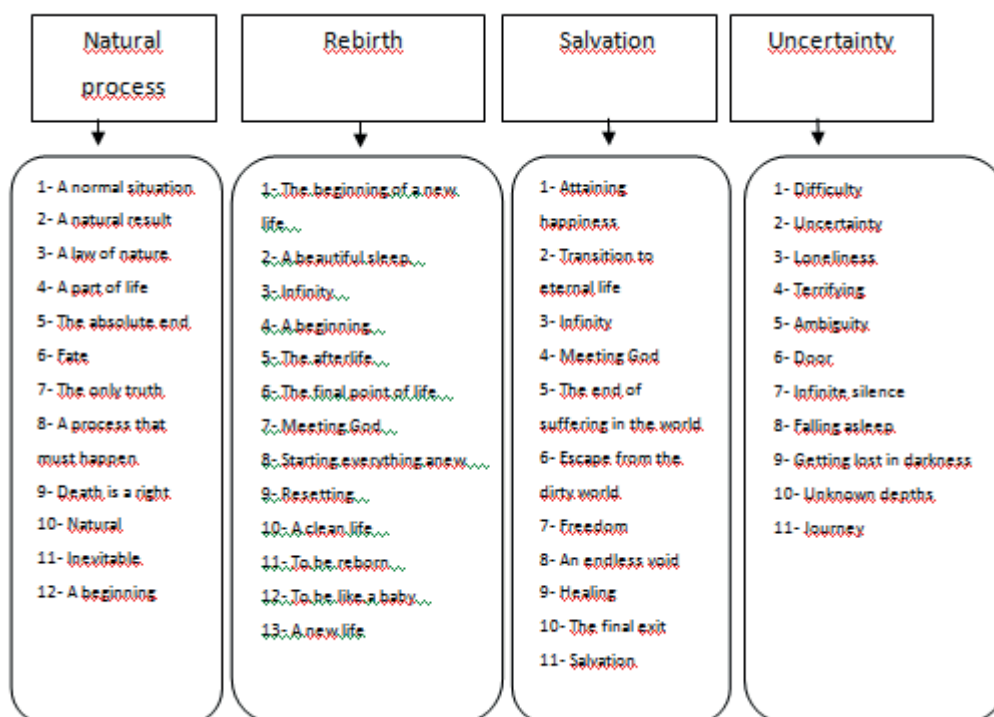 Natural
process
Rebirth
Salvation
Uncertainty
1- A normal situation
2- A natural result
3- A law of nature
4- A part of life
5- The absolute end
6- Fate
7- The only truth
8- A process that
must happen
9- Death is a right
10- Natural
11- Inevitable
12- A beginning
1- The beginning of a new
life
2- A beautiful sleep
3- Infinity
4- A beginning
5- The afterlife
6- The final point of life
7- Meeting God
8- Starting everything anew
9- Resetting
10- A clean life
11- To be reborn
12- To be like a baby
13- A new life
1- Attaining
happiness
2- Transition to
eternal life
3- Infinity
4- Meeting God
5- The end of
suffering in the world
6- Escape from the
dirty world
7- Freedom
8- An endless void
9- Healing
10- The final exit
11- Salvation
1- Difficulty
2- Uncertainty
3- Loneliness
4- Terrifying
5- Ambiguity
6- Door
7- Infinite silence
8- Falling asleep
9- Getting lost in darkness
10- Unknown depths
11- Journey